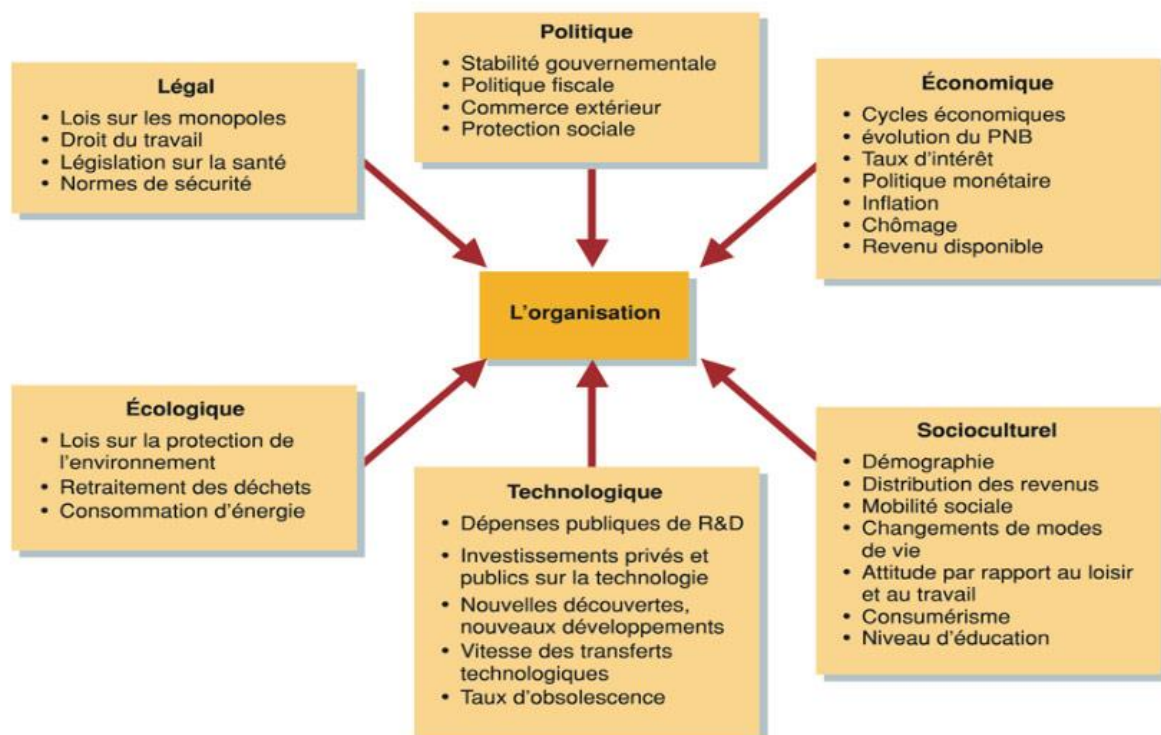 Politique
• Stabilité gouvernementale
• Politique fiscale
• Commerce extérieur
• Protection sociale
Légal
• Lois sur les monopoles
• Droit du travail
• Législation sur la santé
• Normes de sécurité
Économique
• Cycles économiques
• évolution du PNB
• Taux d'intérêt
• Politique monétaire
• Inflation
• Chômage
• Revenu disponible
L'organisation
Écologique
• Lois sur la protection de
l'environnement
• Retraitement des déchets
• Consommation d'énergie
Technologique
• Dépenses publiques de R&D
• Investissements privés et
publics sur la technologie
• Nouvelles découvertes,
nouveaux développements
• Vitesse des transferts
technologiques
• Taux d'obsolescence
Socioculturel
• Démographie
• Distribution des revenus
• Mobilité sociale
• Changements de modes
de vie
• Attitude par rapport au loisir
et au travail
• Consumérisme
• Niveau d'éducation